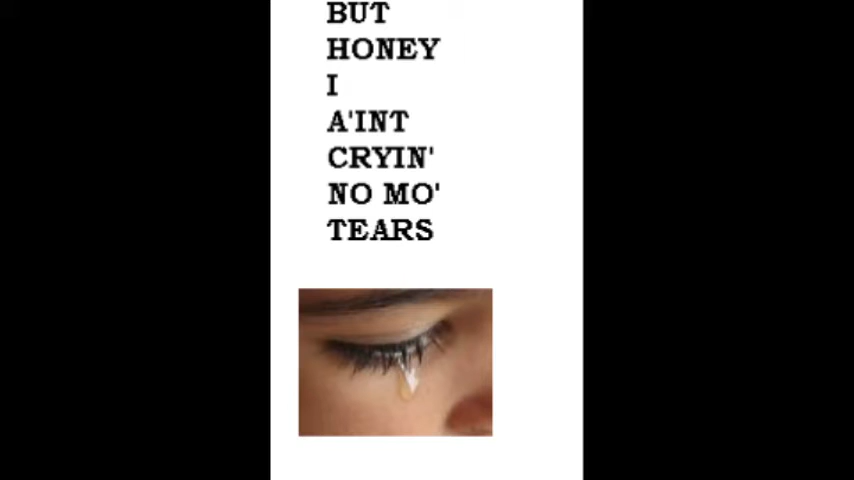 BUT
HONEY
I
A'INT
CRYIN'
NO MO'
TEARS